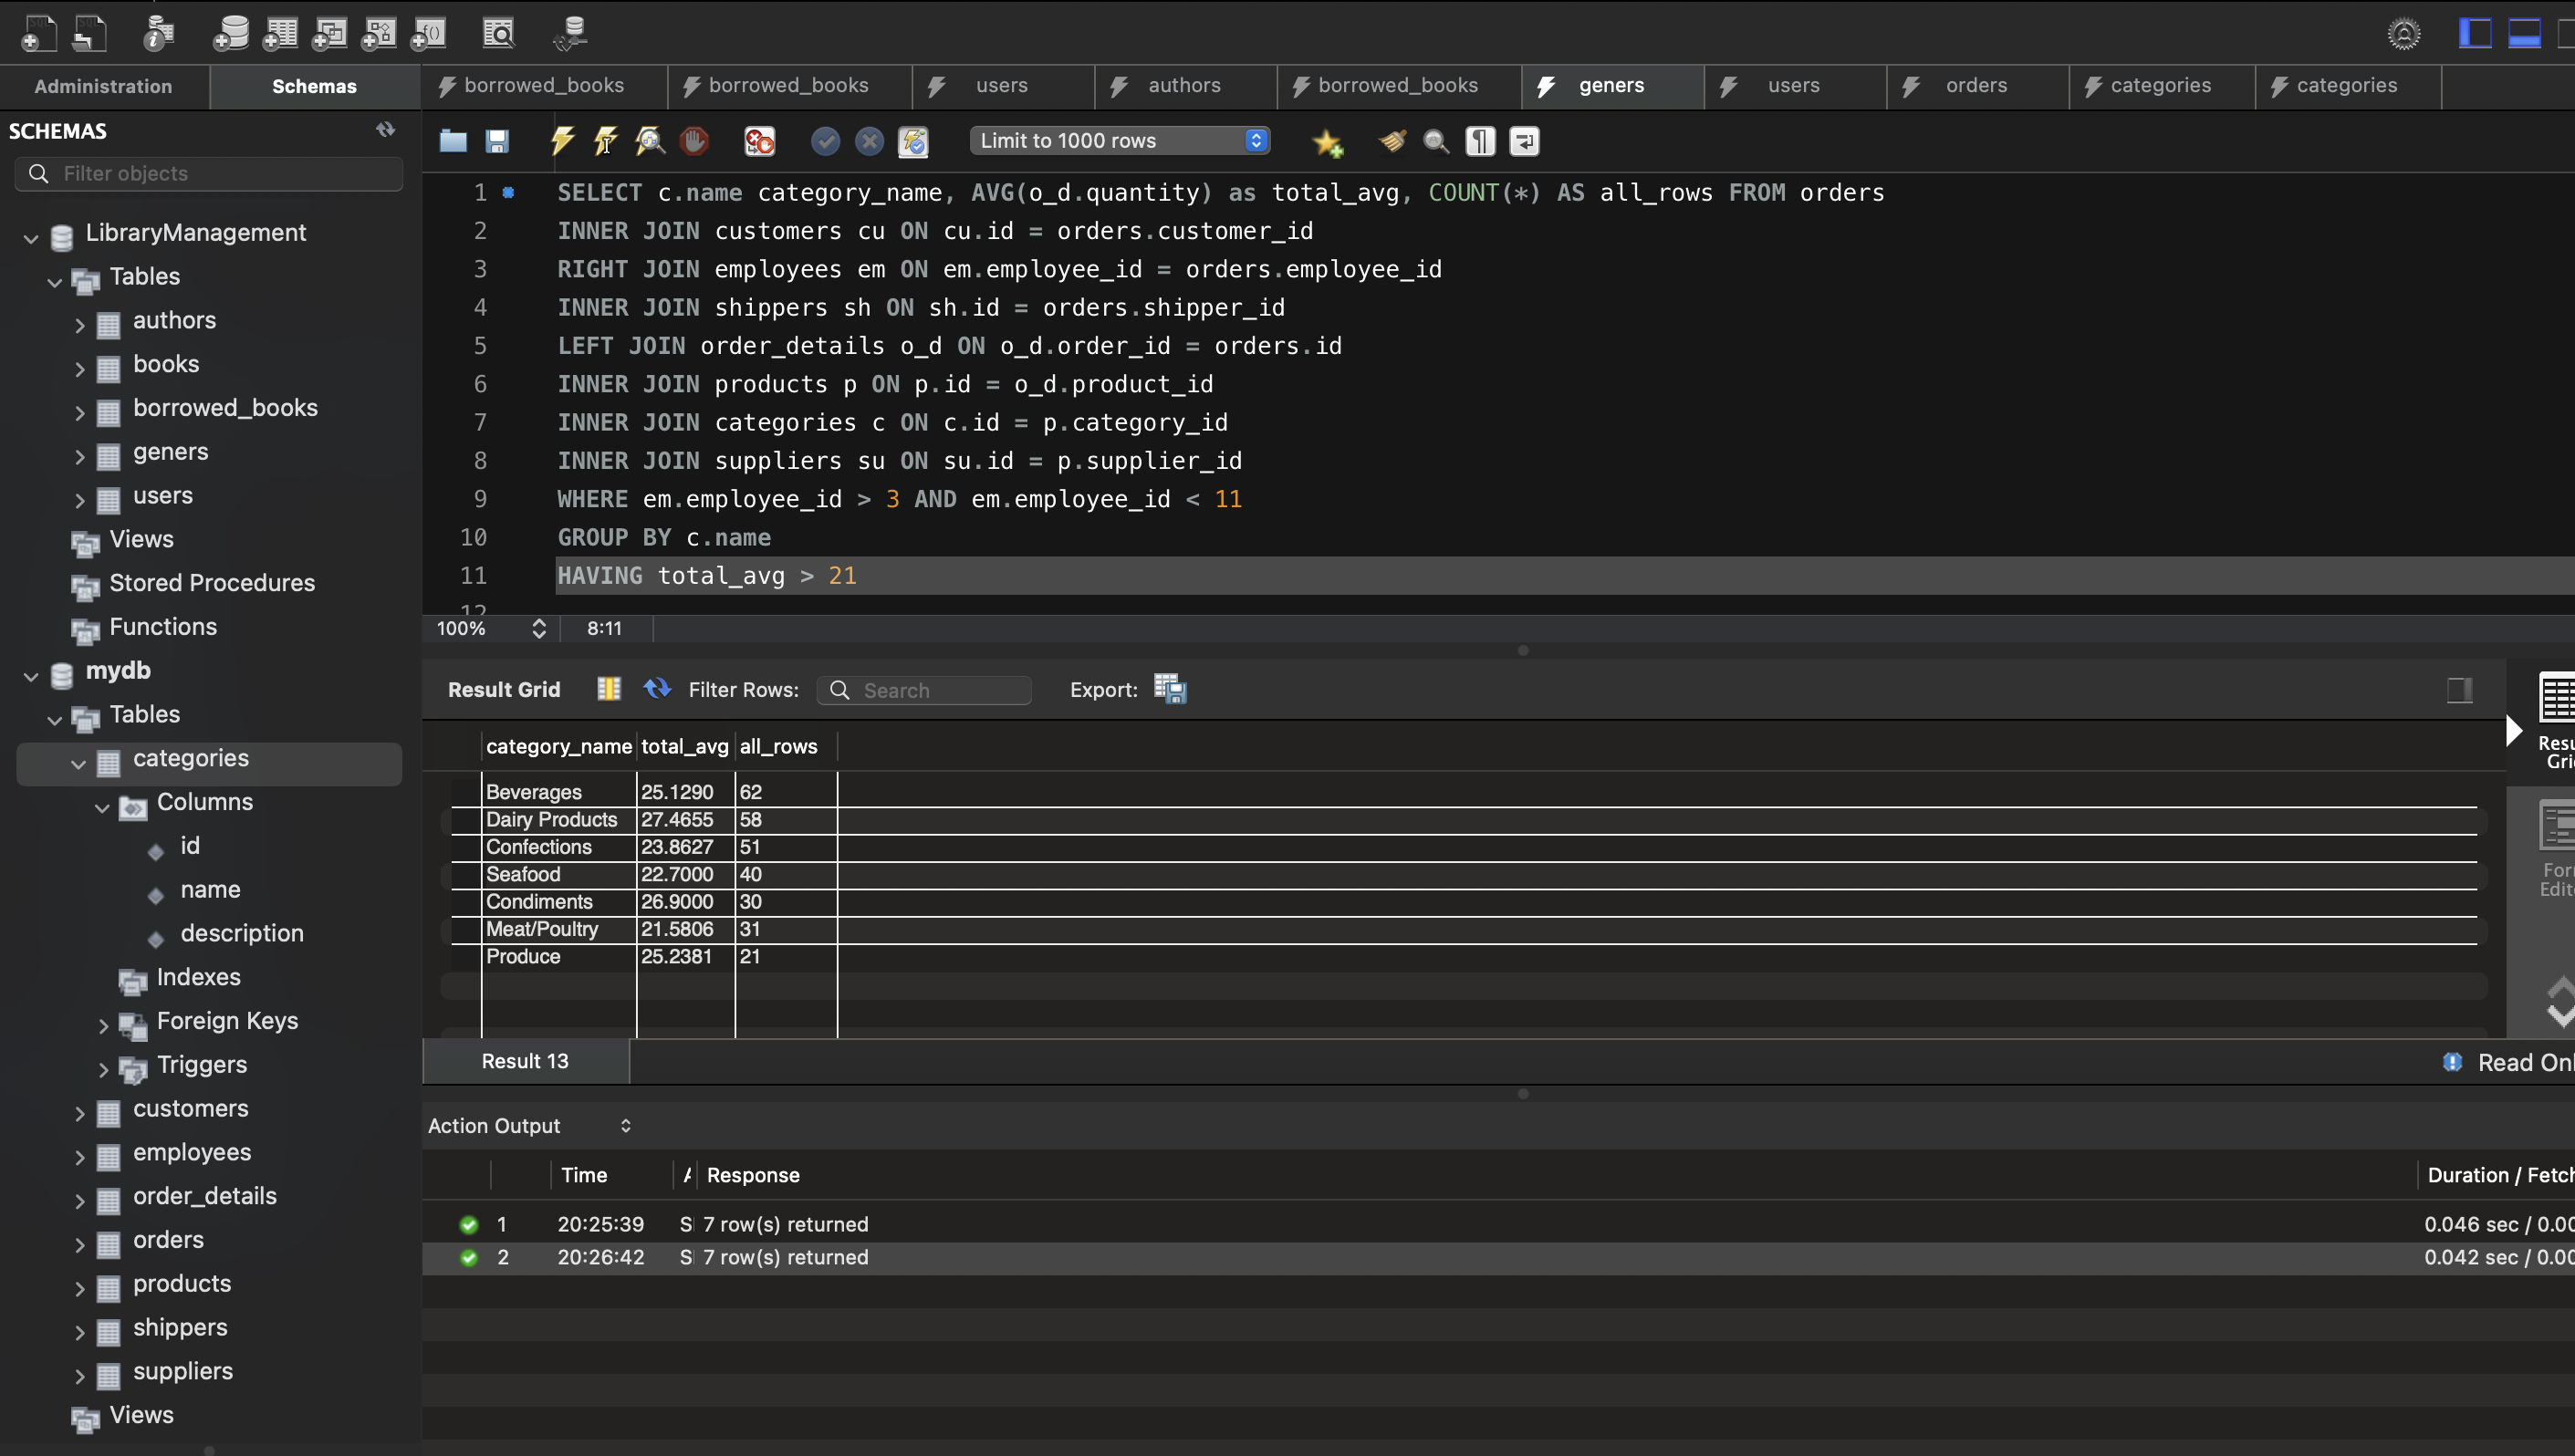 Administration
Schemas
borrowed_books
borrowed_books
users
authors
borrowed_books
geners
users
orders
categories
categories
SCHEMAS
Filter objects
LibraryManagement
Tables
authors
books
borrowed_books
geners
users
Views
Stored Procedures
Functions
mydb
Tables
categories
Columns
id
name
description
Indexes
Foreign Keys
Triggers
customers
employees
order_details
orders
products
shippers
suppliers
Views
Limit to 1000 rows
1 SELECT c.name category_name, AVG(o_d.quantity) as total_avg, COUNT(*) AS all_rows FROM orders
2 INNER JOIN customers cu ON cu.id = orders.customer_id
3 RIGHT JOIN employees em ON em.employee_id = orders.employee_id
4 INNER JOIN shippers sh ON sh.id = orders.shipper_id
5 LEFT JOIN order_details o_d ON o_d.order_id = orders.id
6 INNER JOIN products p ON p.id = o_d.product_id
7 INNER JOIN categories c ON c.id = p.category_id
8 INNER JOIN suppliers su ON su.id = p.supplier_id
9 WHERE em.employee_id > 3 AND em.employee_id < 11
10 GROUP BY c.name
11 HAVING total_avg > 21
12
100% 8:11
Result Grid Filter Rows: Search Export:
category_name total_avg all_rows
Beverages 25.1290 62
Dairy Products 27.4655 58
Confections 23.8627 51
Seafood 22.7000 40
Condiments 26.9000 30
Meat/Poultry 21.5806 31
Produce 25.2381 21
Result 13
Read Onl
Action Output
Time Response Duration / Fetch
1 20:25:39 S 7 row(s) returned 0.046 sec / 0.00
2 20:26:42 S 7 row(s) returned 0.042 sec / 0.00